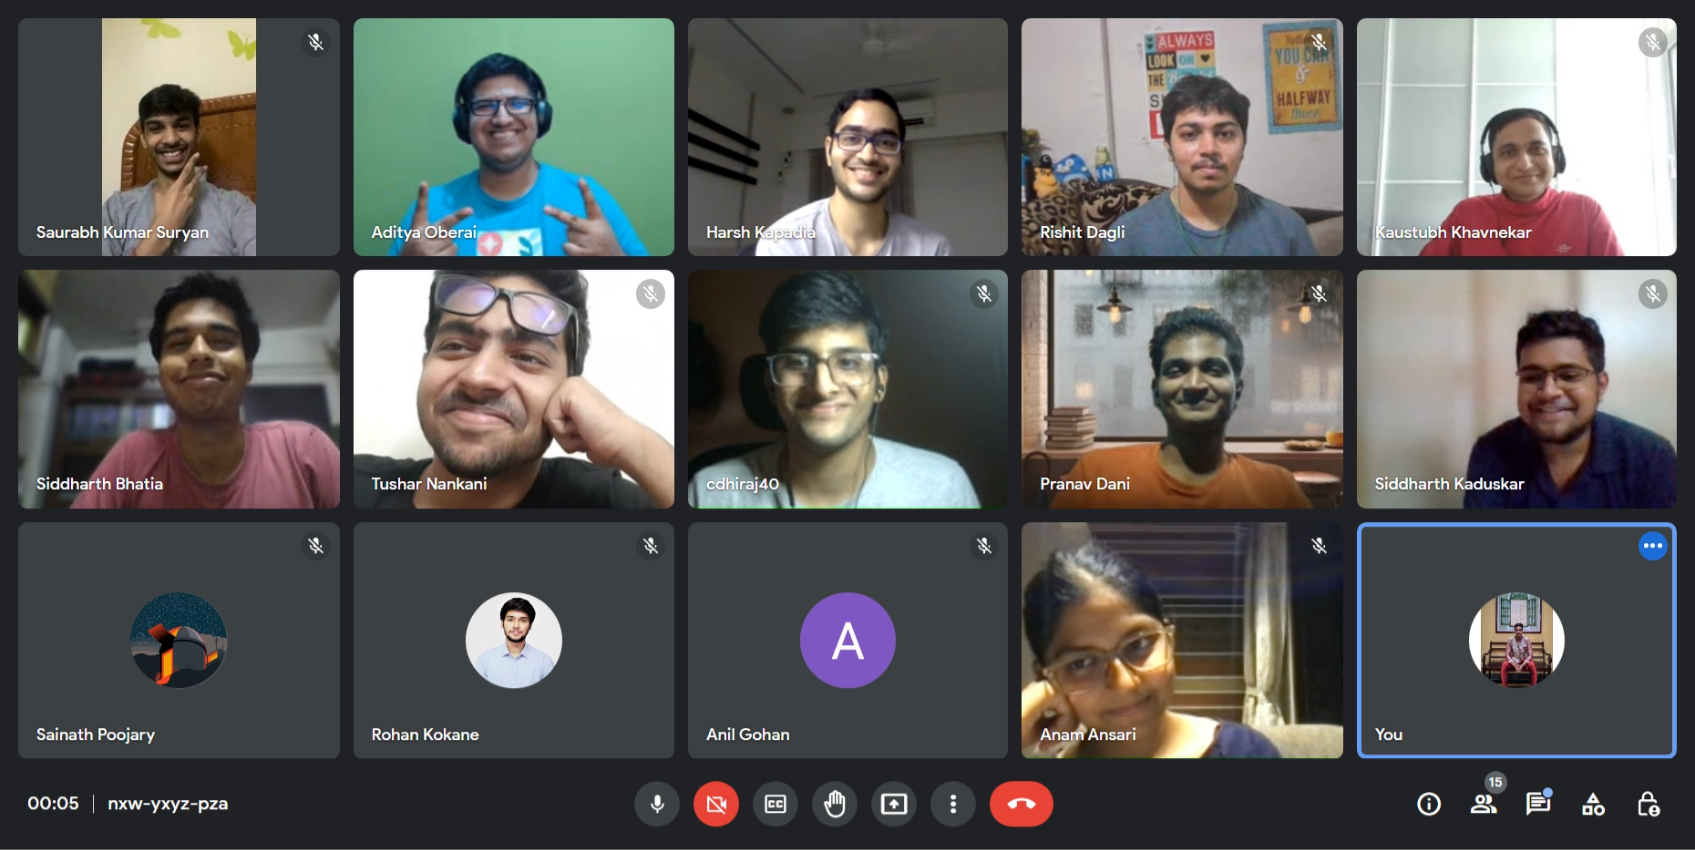 ALWAYS
LOOK ON
THE
YOU CAN
&
HALFWAY
there
Saurabh Kumar Suryan
Aditya Oberai
Harsh Kapadia
Rishit Dagli
Kaustubh Khavnekar
N
Siddharth Bhatia
Tushar Nankani
cdhiraj40
Pranav Dani
Siddharth Kaduskar
A
Sainath Poojary
Rohan Kokane
Anil Gohan
Anam Ansari
You
00:05 | nxw-yxyz-pza
CC
15